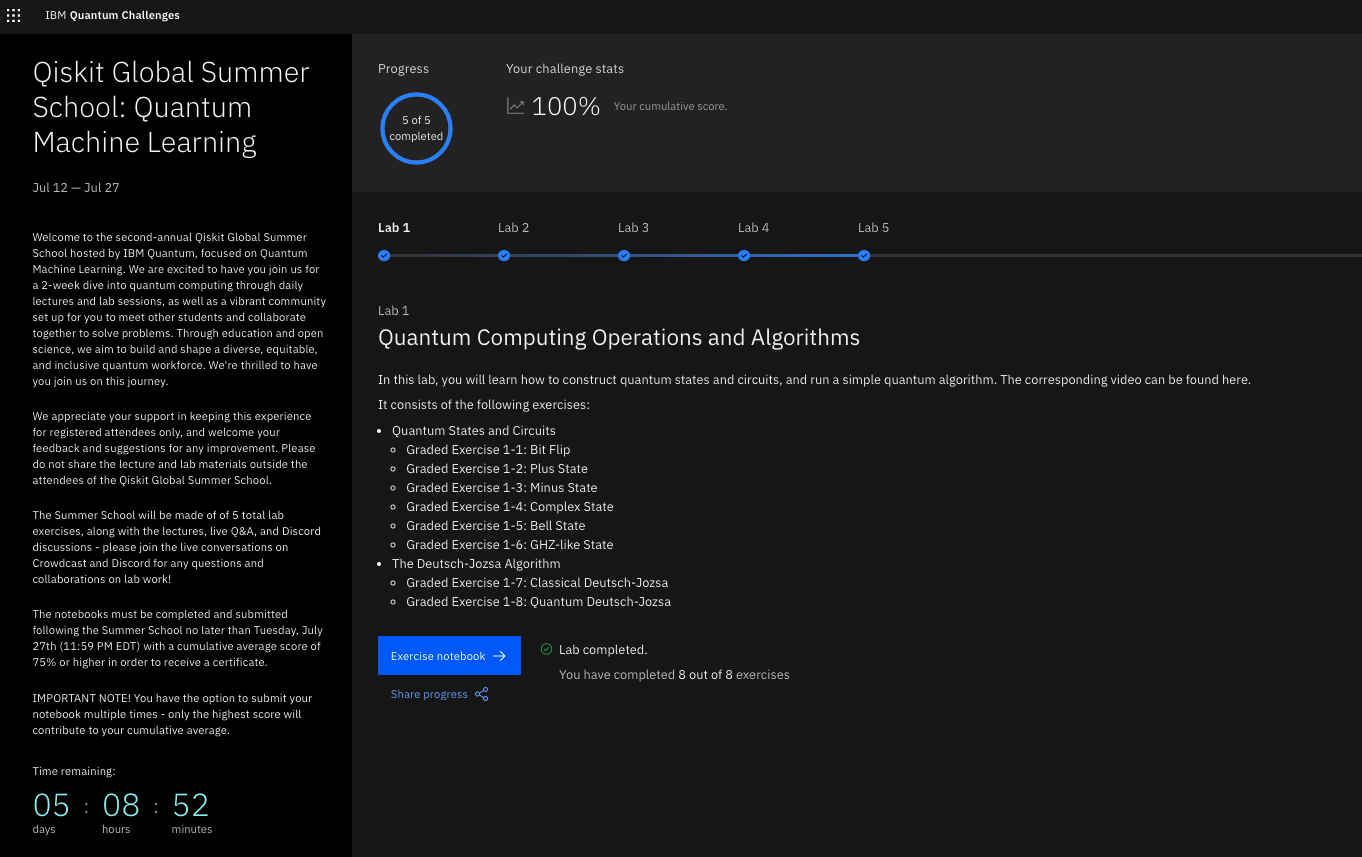 IBM Quantum Challenges
Qiskit Global Summer
School: Quantum
Machine Learning
Jul 12 — Jul 27
Welcome to the second-annual Qiskit Global Summer
School hosted by IBM Quantum, focused on Quantum
Machine Learning. We are excited to have you join us for
a 2-week dive into quantum computing through daily
lectures and lab sessions, as well as a vibrant community
set up for you to meet other students and collaborate
together to solve problems. Through education and open
science, we aim to build and shape a diverse, equitable,
and inclusive quantum workforce. We're thrilled to have
you join us on this journey.
We appreciate your support in keeping this experience
for registered attendees only, and welcome your
feedback and suggestions for any improvement. Please
do not share the lecture and lab materials outside the
attendees of the Qiskit Global Summer School.
The Summer School will be made of of 5 total lab
exercises, along with the lectures, live Q&A, and Discord
discussions - please join the live conversations on
Crowdcast and Discord for any questions and
collaborations on lab work!
The notebooks must be completed and submitted
following the Summer School no later than Tuesday, July
27th (11:59 PM EDT) with a cumulative average score of
75% or higher in order to receive a certificate.
IMPORTANT NOTE! You have the option to submit your
notebook multiple times - only the highest score will
contribute to your cumulative average.
Time remaining:
05 : 08 : 52
days hours minutes
Progress
5 of 5
completed
Your challenge stats
100% Your cumulative score.
Lab 1 Lab 2 Lab 3 Lab 4 Lab 5
Lab 1
Quantum Computing Operations and Algorithms
In this lab, you will learn how to construct quantum states and circuits, and run a simple quantum algorithm. The corresponding video can be found here.
It consists of the following exercises:
• Quantum States and Circuits
◦ Graded Exercise 1-1: Bit Flip
◦ Graded Exercise 1-2: Plus State
◦ Graded Exercise 1-3: Minus State
◦ Graded Exercise 1-4: Complex State
◦ Graded Exercise 1-5: Bell State
◦ Graded Exercise 1-6: GHZ-like State
• The Deutsch-Jozsa Algorithm
◦ Graded Exercise 1-7: Classical Deutsch-Jozsa
◦ Graded Exercise 1-8: Quantum Deutsch-Jozsa
Exercise notebook →
Share progress
Lab completed.
You have completed 8 out of 8 exercises